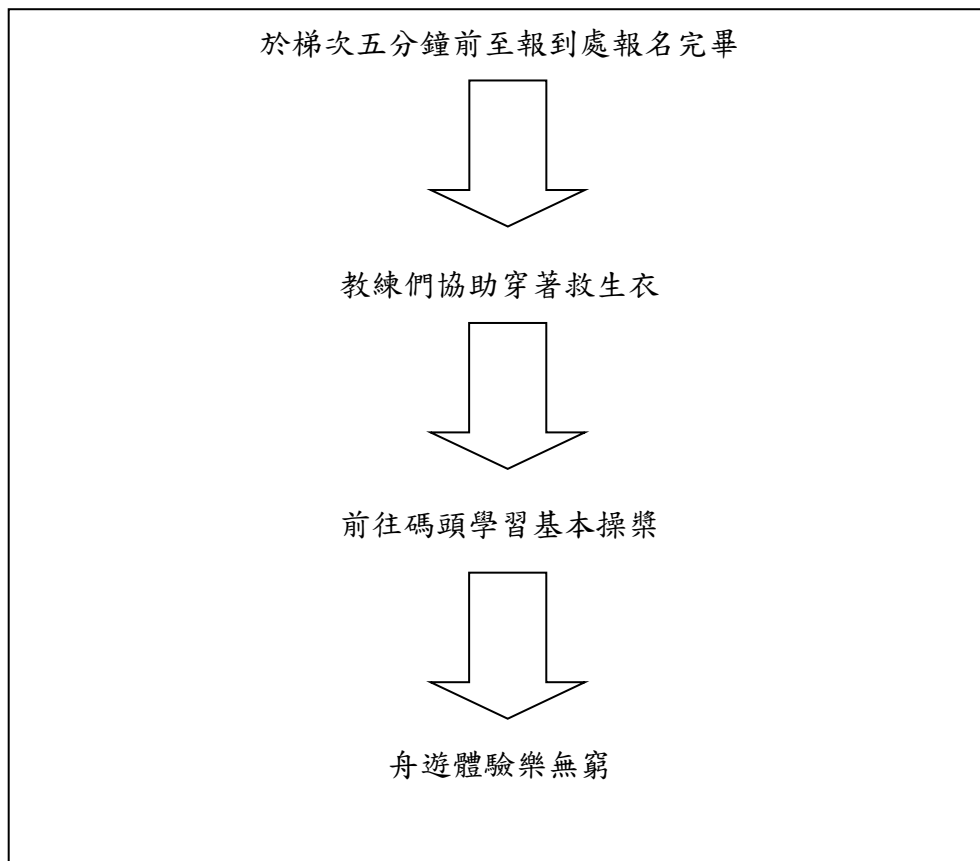 於梯次五分鐘前至報到處報名完畢
教練們協助穿著救生衣
前往碼頭學習基本操槳
舟遊體驗樂無窮